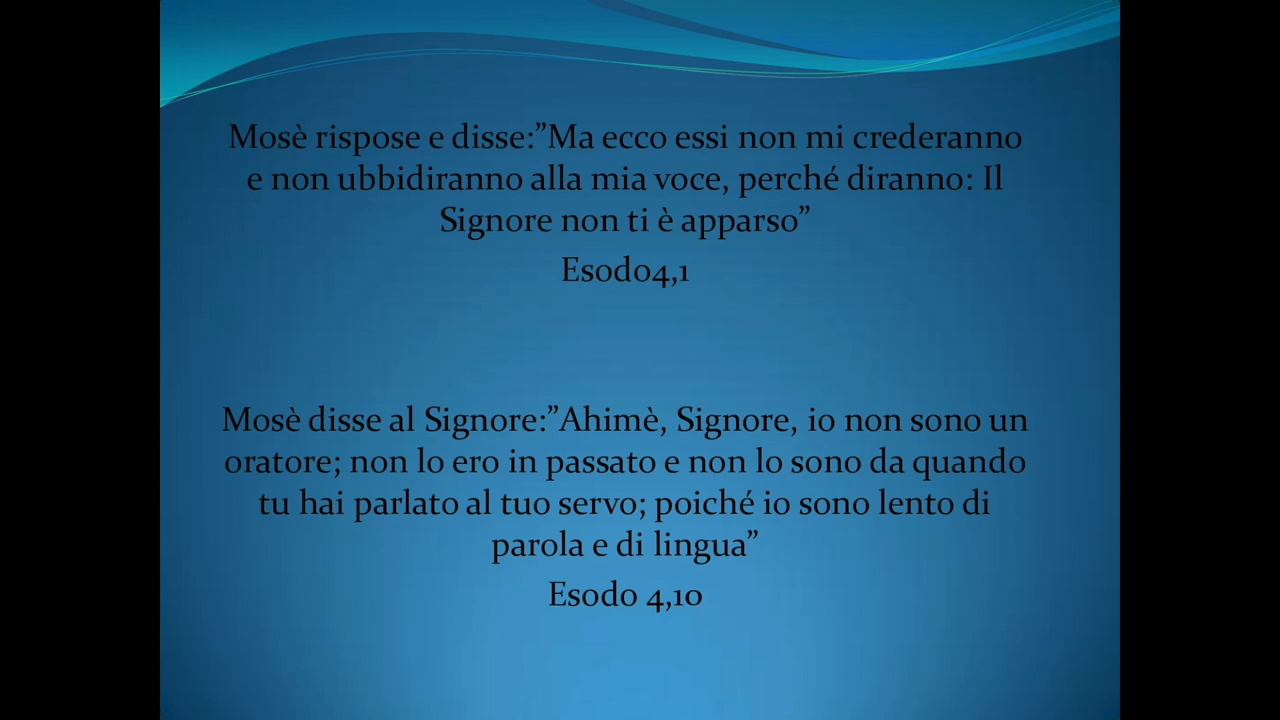 Mosè rispose e disse:”Ma ecco essi non mi crederanno
e non ubbidiranno alla mia voce, perché diranno: Il
Signore non ti è apparso”
Esodo4,1
Mosè disse al Signore:”Ahimè, Signore, io non sono un
oratore; non lo ero in passato e non lo sono da quando
tu hai parlato al tuo servo; poiché io sono lento di
parola e di lingua”
Esodo 4,10